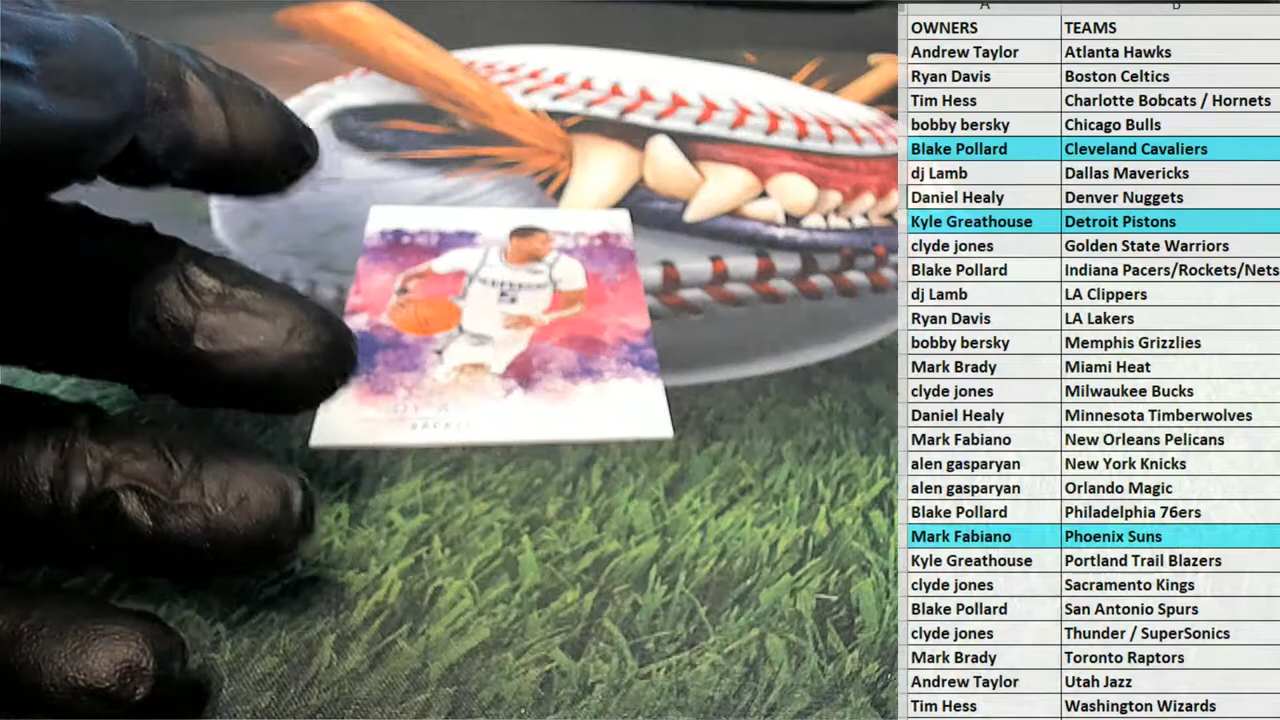 A B
OWNERS TEAMS
Andrew Taylor Atlanta Hawks
Ryan Davis Boston Celtics
Tim Hess Charlotte Bobcats / Hornets
bobby bersky Chicago Bulls
Blake Pollard Cleveland Cavaliers
dj Lamb Dallas Mavericks
Daniel Healy Denver Nuggets
Kyle Greathouse Detroit Pistons
clyde jones Golden State Warriors
Blake Pollard Indiana Pacers/Rockets/Nets
dj Lamb LA Clippers
Ryan Davis LA Lakers
bobby bersky Memphis Grizzlies
Mark Brady Miami Heat
clyde jones Milwaukee Bucks
Daniel Healy Minnesota Timberwolves
Mark Fabiano New Orleans Pelicans
alen gasparyan New York Knicks
alen gasparyan Orlando Magic
Blake Pollard Philadelphia 76ers
Mark Fabiano Phoenix Suns
Kyle Greathouse Portland Trail Blazers
clyde jones Sacramento Kings
Blake Pollard San Antonio Spurs
clyde jones Thunder / SuperSonics
Mark Brady Toronto Raptors
Andrew Taylor Utah Jazz
Tim Hess Washington Wizards